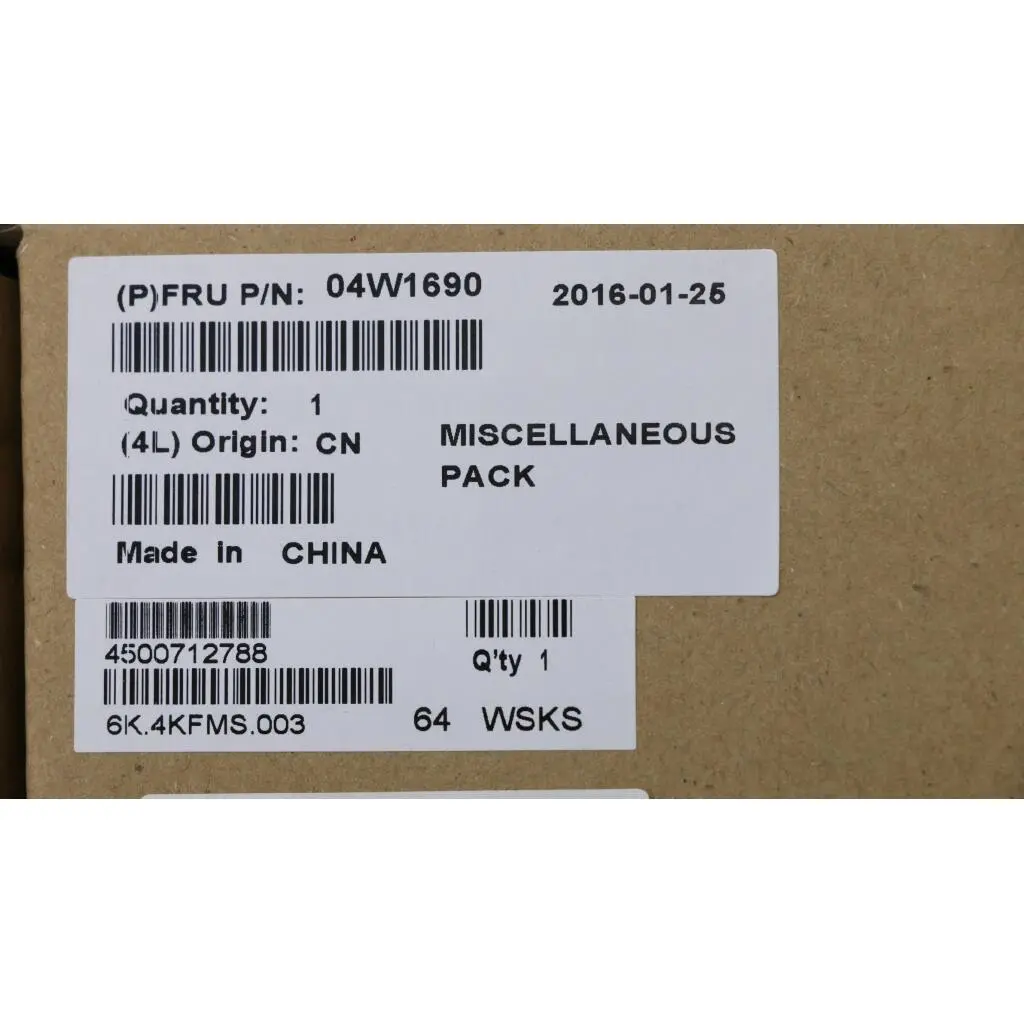 (P)FRU P/N: 04W1690 2016-01-25
Quantity: 1
(4L) Origin: CN
MISCELLANEOUS
PACK
Made in CHINA
4500712788
Q'ty 1
6K.4KFMS.003 64 WSKS